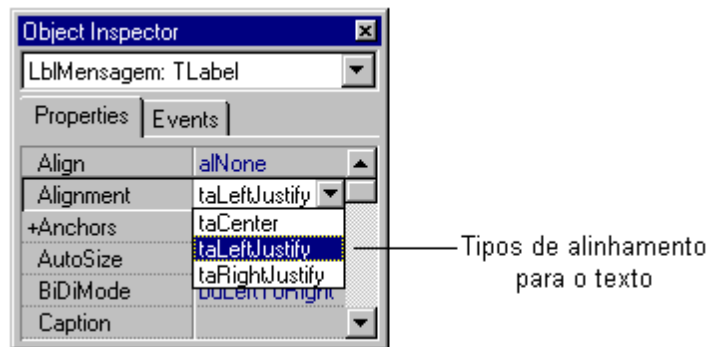 Object Inspector
LblMensagem: TLabel
Properties Events
Align alNone
Alignment taLeftJustify
+Anchors taCenter
taLeftJustify
AutoSize
taRightJustify
BiDiMode bdLeftToRight
Caption
Tipos de alinhamento
para o texto